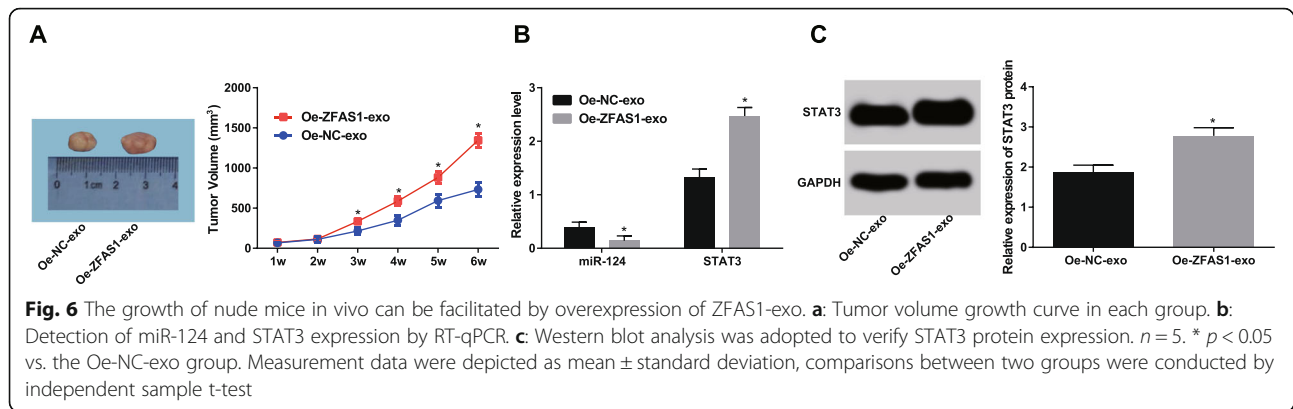 A
B
C
2000
1500
1000
500
0
Tumor Volume (mm³)
Oe-ZFAS1-exo
Oe-NC-exo
*
*
*
*
1w 2w 3w 4w 5w 6w
0 1cm 2 3 4
Oe-NC-exo
Oe-ZFAS1-exo
3
2
1
0
Relative expression level
Oe-NC-exo
Oe-ZFAS1-exo
*
*
miR-124 STAT3
STAT3
GAPDH
Oe-NC-exo
Oe-ZFAS1-exo
4
3
2
1
0
Relative expression of STAT3 protein
*
Oe-NC-exo Oe-ZFAS1-exo
Fig. 6 The growth of nude mice in vivo can be facilitated by overexpression of ZFAS1-exo. a: Tumor volume growth curve in each group. b:
Detection of miR-124 and STAT3 expression by RT-qPCR. c: Western blot analysis was adopted to verify STAT3 protein expression. n = 5. * p < 0.05
vs. the Oe-NC-exo group. Measurement data were depicted as mean ± standard deviation, comparisons between two groups were conducted by
independent sample t-test